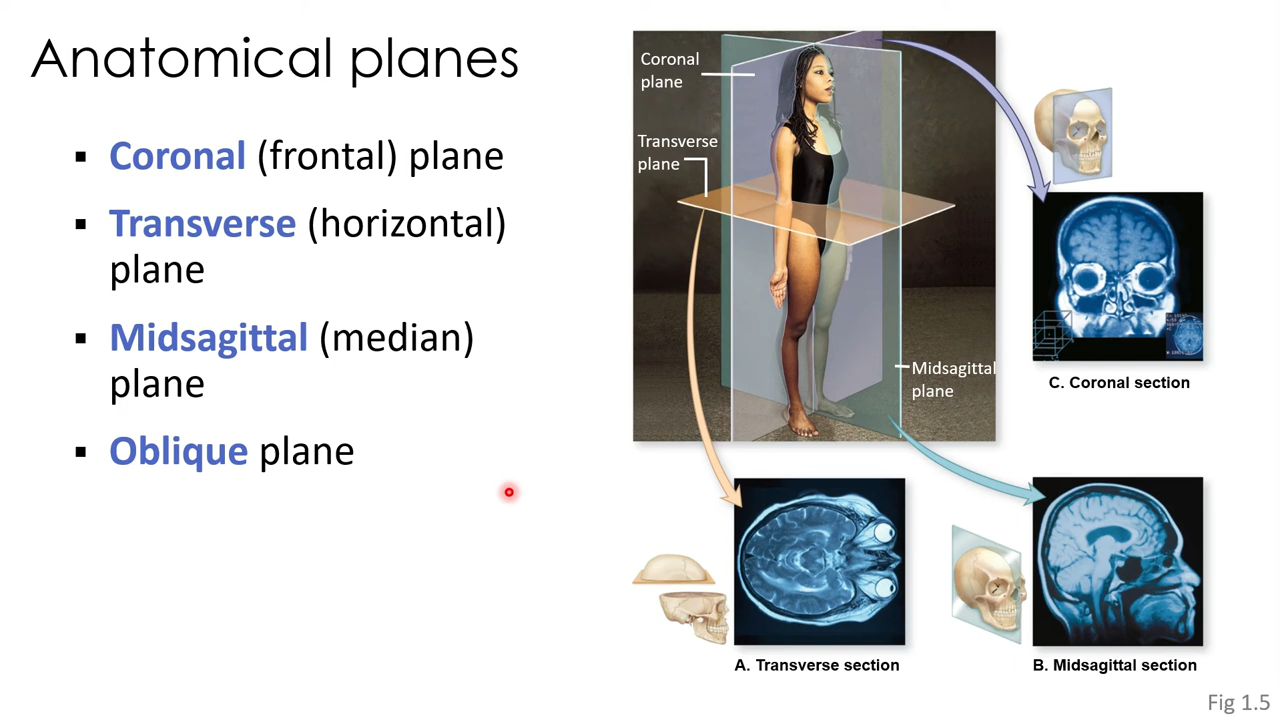 Anatomical planes
▪ Coronal (frontal) plane
▪ Transverse (horizontal)
plane
▪ Midsagittal (median)
plane
▪ Oblique plane
Coronal
plane
Transverse
plane
Midsagittal
plane
C. Coronal section
A. Transverse section
B. Midsagittal section
Fig 1.5